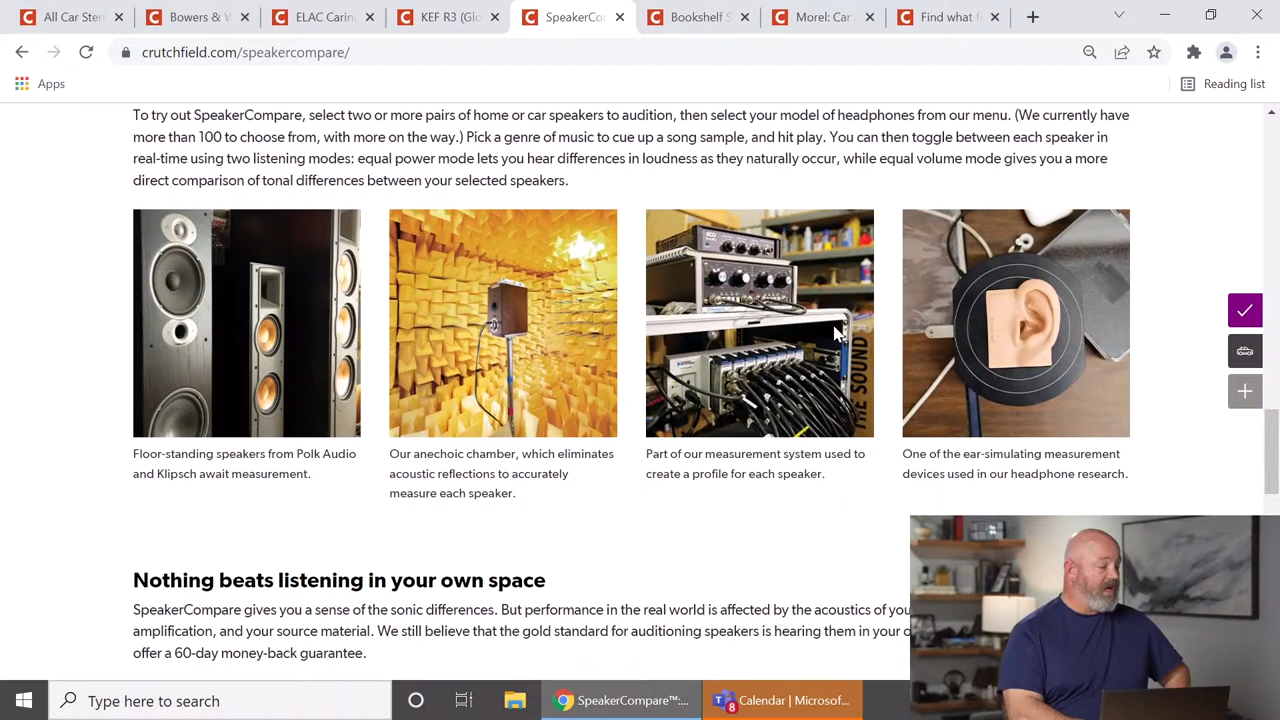 All Car Ster
Bowers & W
ELAC Carin
KEF R3 (Glo
SpeakerCor
Bookshelf S
Morel: Car
Find what f
crutchfield.com/speakercompare/
Apps
Reading list
To try out SpeakerCompare, select two or more pairs of home or car speakers to audition, then select your model of headphones from our menu. (We currently have
more than 100 to choose from, with more on the way.) Pick a genre of music to cue up a song sample, and hit play. You can then toggle between each speaker in
real-time using two listening modes: equal power mode lets you hear differences in loudness as they naturally occur, while equal volume mode gives you a more
direct comparison of tonal differences between your selected speakers.
THE SOUND
Floor-standing speakers from Polk Audio
and Klipsch await measurement.
Our anechoic chamber, which eliminates
acoustic reflections to accurately
measure each speaker.
Part of our measurement system used to
create a profile for each speaker.
One of the ear-simulating measurement
devices used in our headphone research.
Nothing beats listening in your own space
SpeakerCompare gives you a sense of the sonic differences. But performance in the real world is affected by the acoustics of you
amplification, and your source material. We still believe that the gold standard for auditioning speakers is hearing them in your o
offer a 60-day money-back guarantee.
Type here to search
SpeakerCompare™:...
8
Calendar | Microsof...